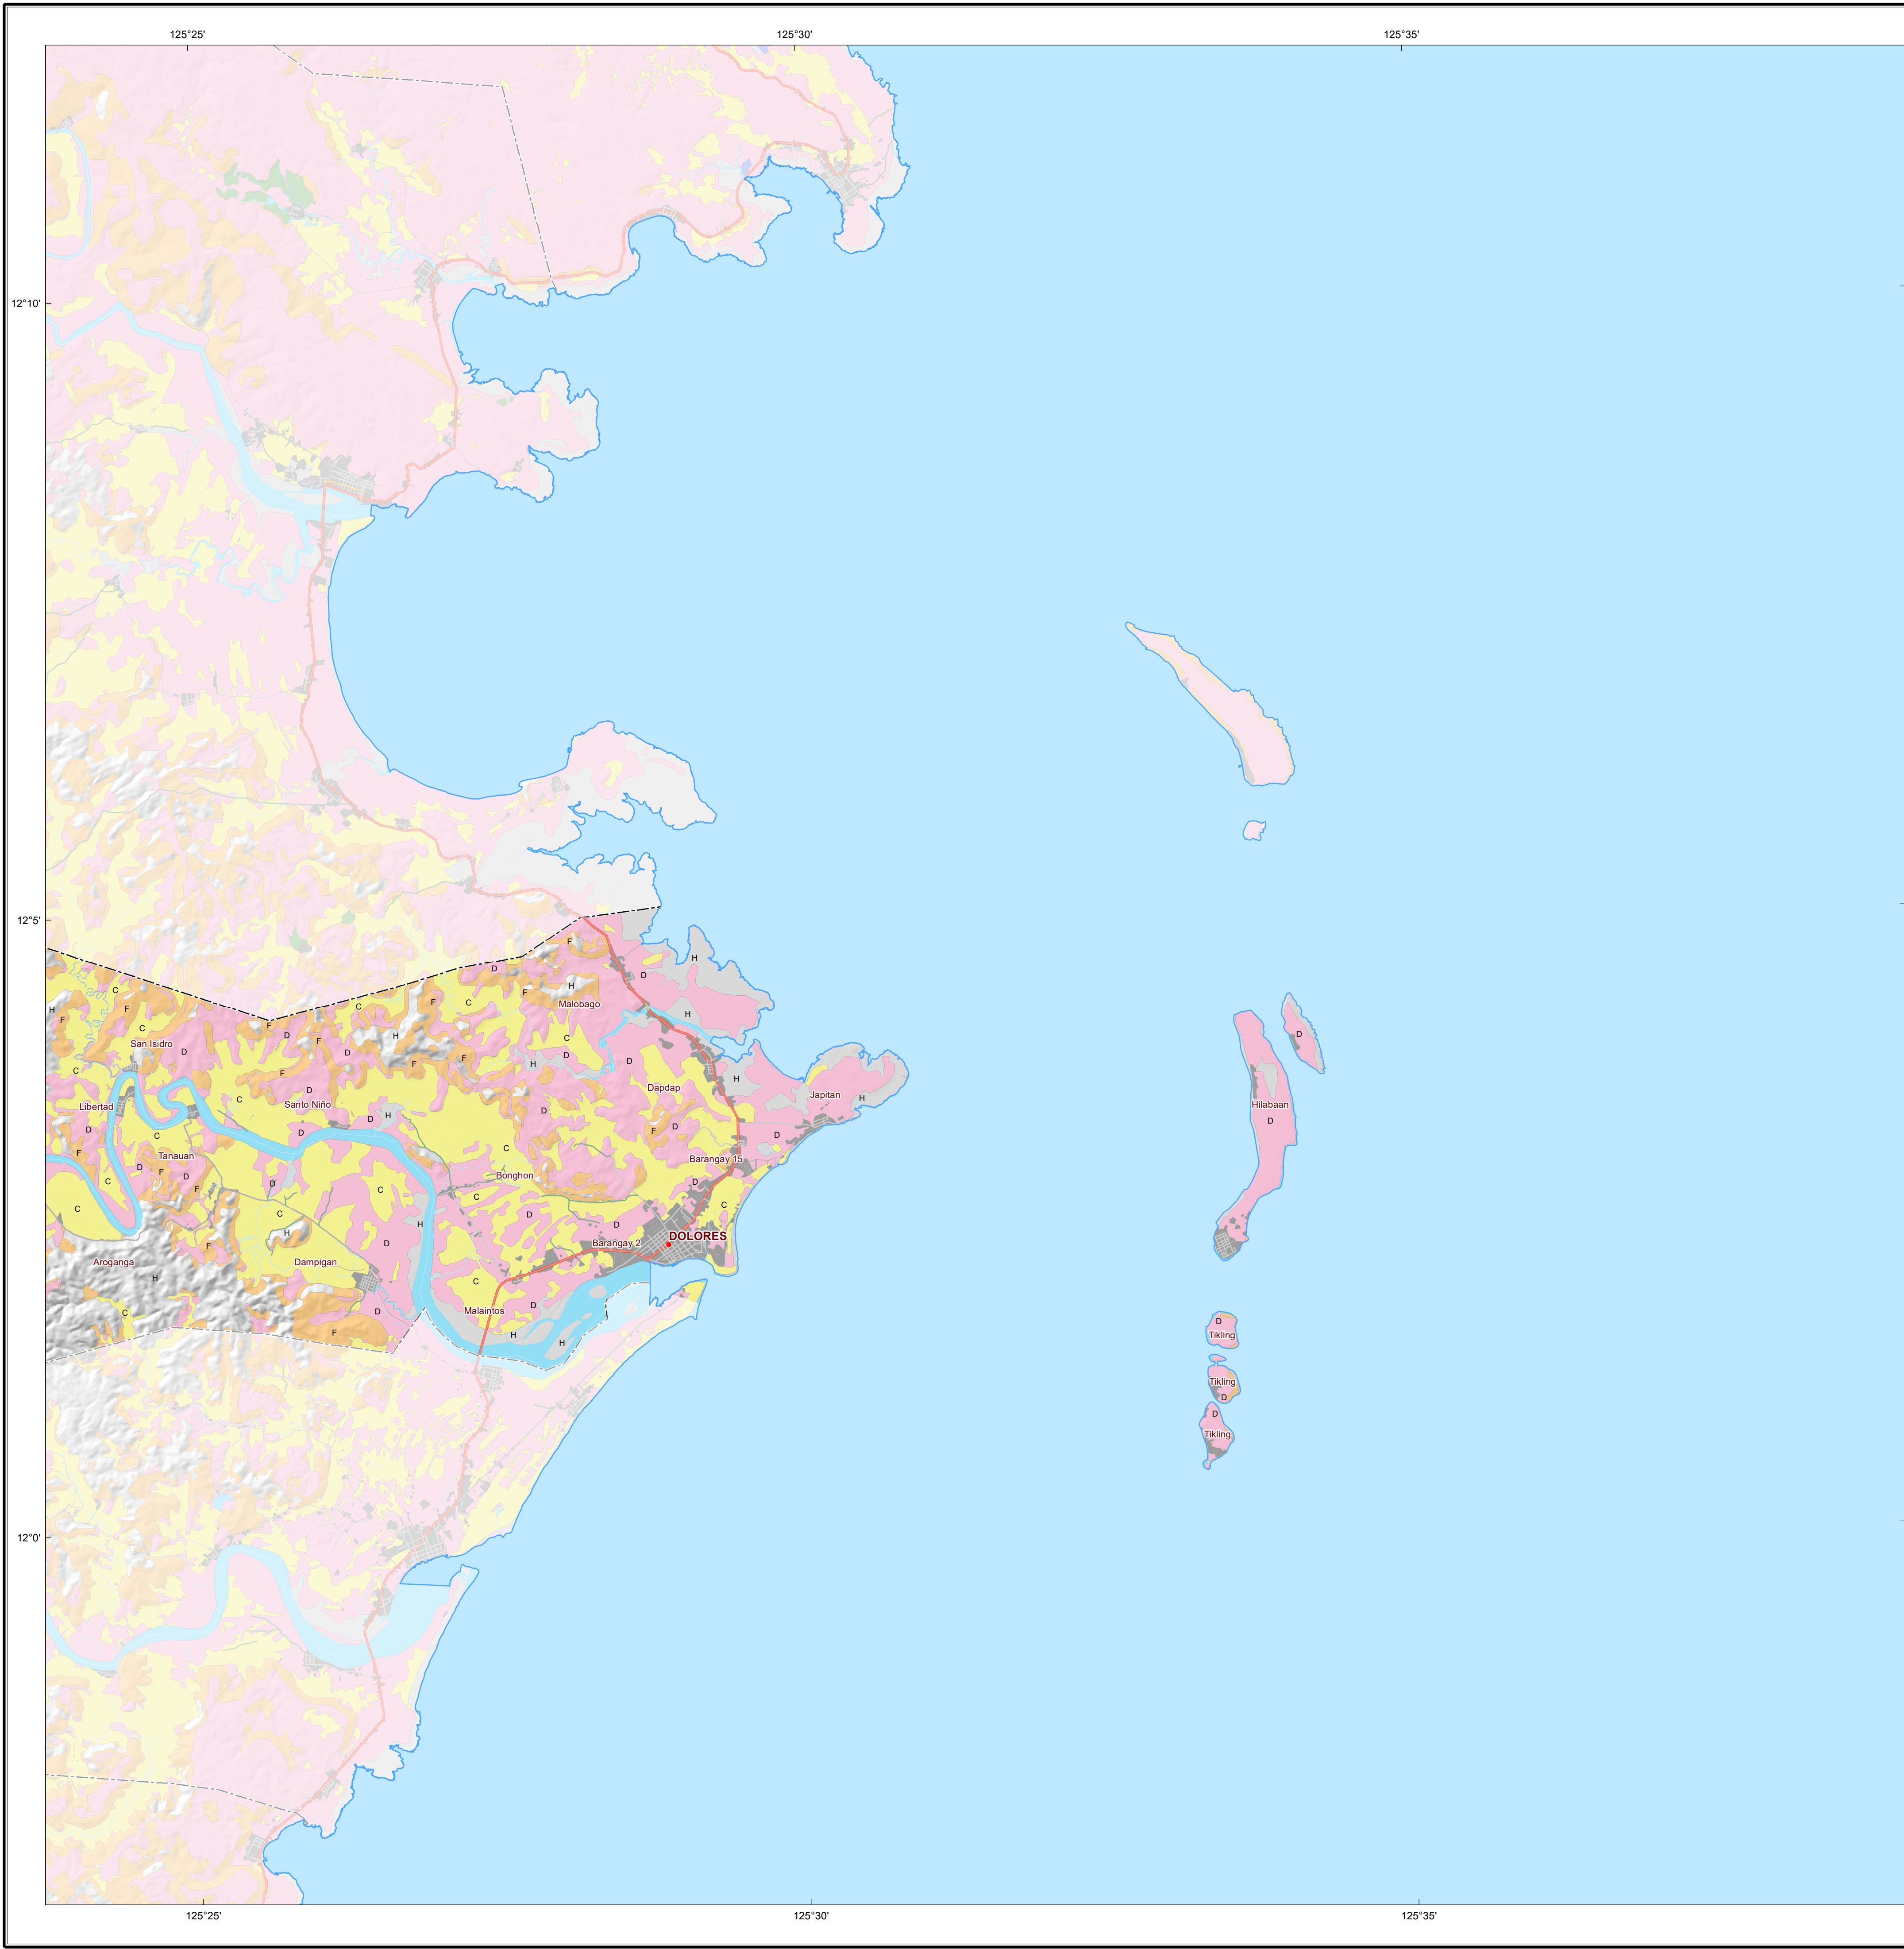 125°25' 125°30' 125°35'
12°10'
12°5'
H
F
D
D
C
F
H
F
C
H
F
C
F
C
Malobago
H
F
C
F
D
F
H
C
San Isidro
D
D
F
D
F
H
D
C
F
D
H
D
C
F
Dapdap
H
Japitan
H
D
Hilabaan
D
Libertad
C
D
Santo Niño
H
D
D
D
C
D
F
D
D
C
F
Tanauan
D
F
D
C
F
D
C
Bonghon
Barangay 15
D
C
C
C
D
C
H
C
D
D
DOLORES
Barangay 2
H
D
F
Aroganga
Dampigan
H
C
Malaintos
D
C
D
F
H
H
D
Tikling
Tikling
D
D
Tikling
12°0'
125°25' 125°30' 125°35'